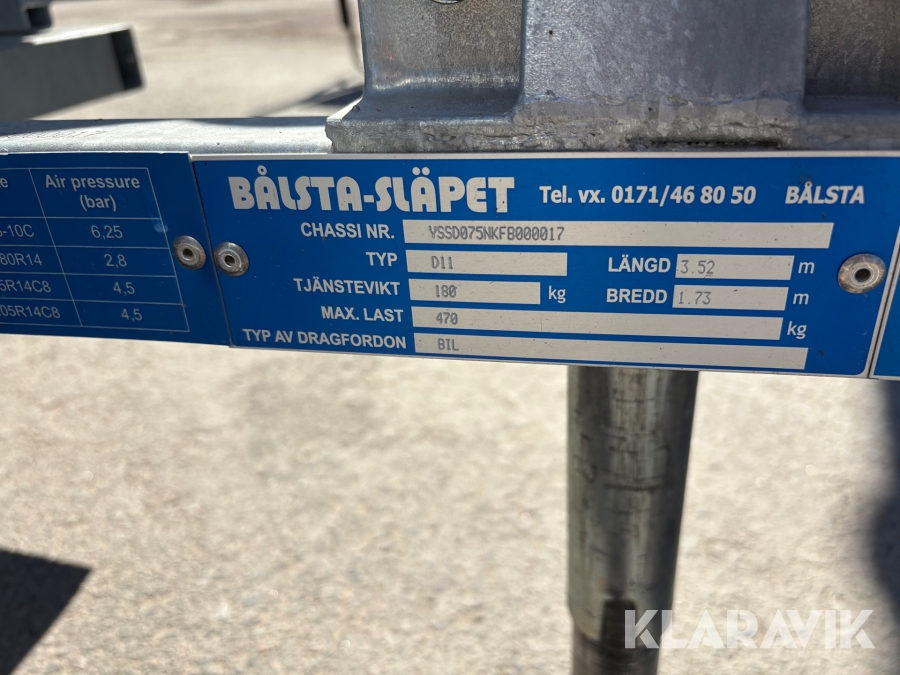 Air pressure
(bar)
-10C 6,25
80R14 2,8
5R14C8 4,5
05R14C8 4,5
BÅLSTA-SLÄPET Tel. vx. 0171/46 80 50 BÅLSTA
CHASSI NR. YSSD075NKFB000017
TYP D11 LÄNGD 3.52 m
TJÄNSTEVIKT 180 kg BREDD 1.73 m
MAX. LAST 470 kg
TYP AV DRAGFORDON BIL
KLARAVIK